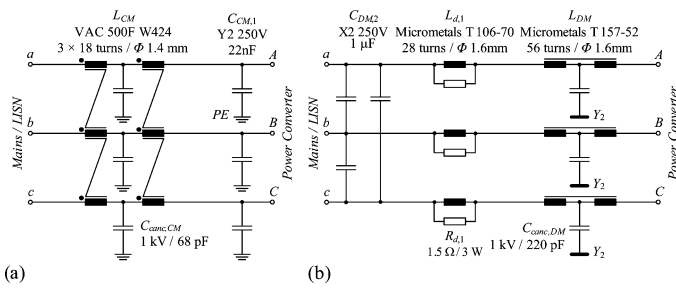 L_CM
VAC 500F W424
3 × 18 turns / Φ 1.4 mm
C_CM,1
Y2 250V
22nF
a
A
PE
b
B
c
C
Mains / LISN
Power Converter
C_canc,CM
1 kV / 68 pF
(a)
C_DM,2
X2 250V
1 μF
L_d,1
Micrometals T 106-70
28 turns / Φ 1.6mm
L_DM
Micrometals T 157-52
56 turns / Φ 1.6mm
a
A
Y_2
b
B
Y_2
c
C
Mains / LISN
Power Converter
R_d,1
1.5 Ω / 3 W
C_canc,DM
1 kV / 220 pF
Y_2
(b)